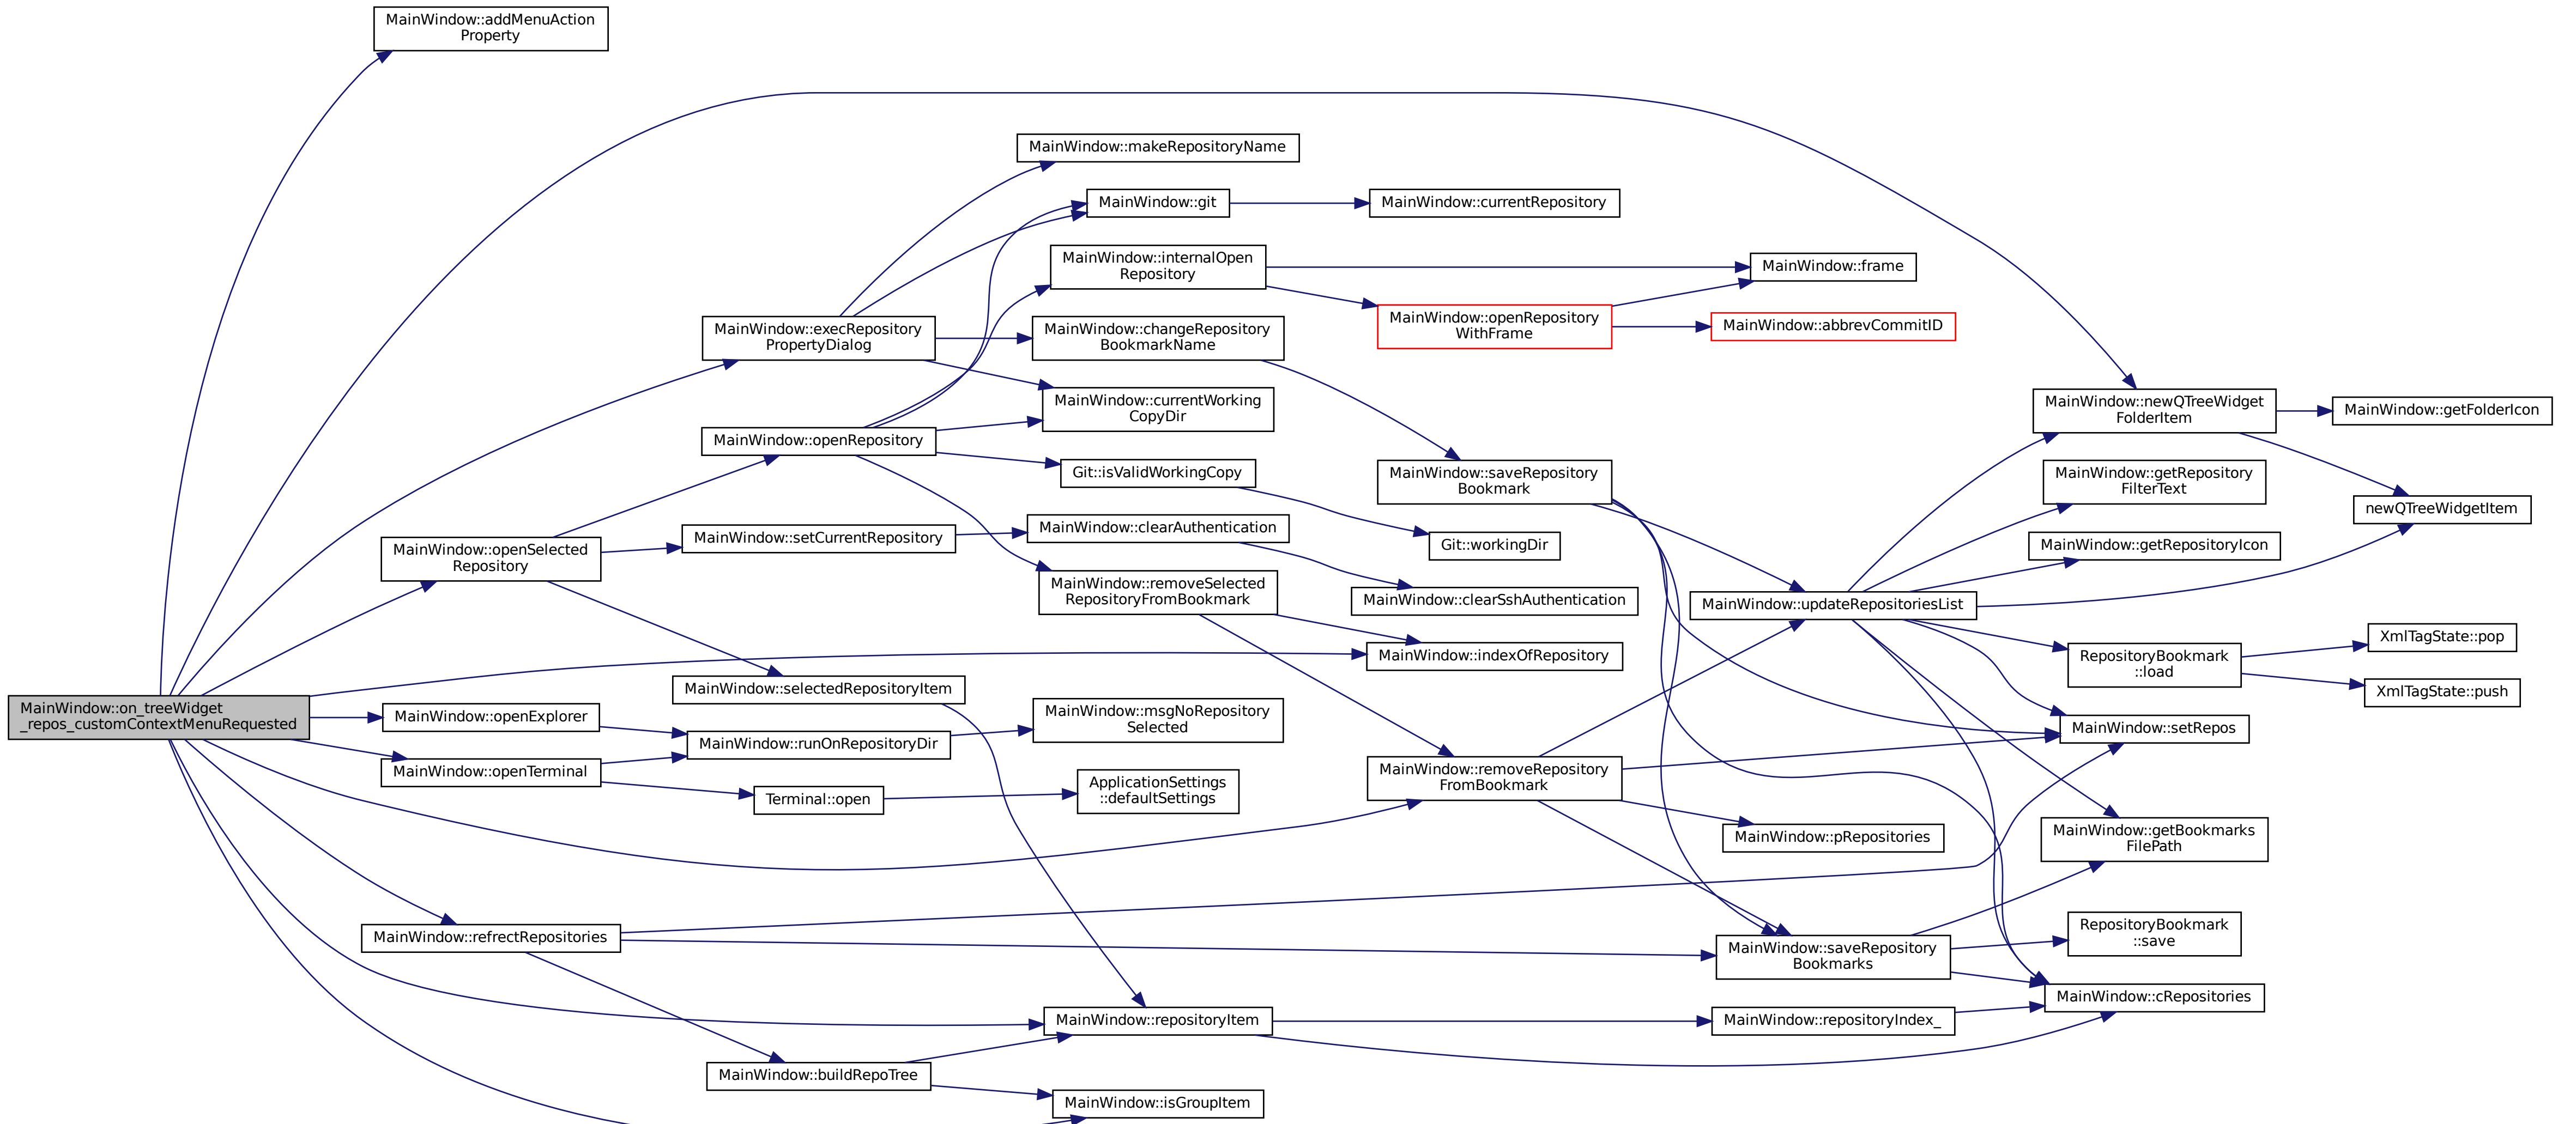 MainWindow::addMenuAction
Property
MainWindow::makeRepositoryName
MainWindow::git
MainWindow::currentRepository
MainWindow::internalOpen
Repository
MainWindow::frame
MainWindow::openRepository
WithFrame
MainWindow::abbrevCommitID
MainWindow::execRepository
PropertyDialog
MainWindow::changeRepository
BookmarkName
MainWindow::currentWorking
CopyDir
MainWindow::newQTreeWidget
FolderItem
MainWindow::getFolderIcon
MainWindow::openRepository
Git::isValidWorkingCopy
MainWindow::saveRepository
Bookmark
MainWindow::getRepository
FilterText
newQTreeWidgetItem
MainWindow::openSelected
Repository
MainWindow::setCurrentRepository
MainWindow::clearAuthentication
Git::workingDir
MainWindow::getRepositoryIcon
MainWindow::removeSelected
RepositoryFromBookmark
MainWindow::clearSshAuthentication
MainWindow::updateRepositoriesList
XmlTagState::pop
MainWindow::indexOfRepository
RepositoryBookmark
::load
MainWindow::selectedRepositoryItem
XmlTagState::push
MainWindow::on_treeWidget
_repos_customContextMenuRequested
MainWindow::openExplorer
MainWindow::msgNoRepository
Selected
MainWindow::setRepos
MainWindow::runOnRepositoryDir
MainWindow::openTerminal
MainWindow::removeRepository
FromBookmark
Terminal::open
ApplicationSettings
::defaultSettings
MainWindow::pRepositories
MainWindow::getBookmarks
FilePath
MainWindow::refrectRepositories
MainWindow::saveRepository
Bookmarks
RepositoryBookmark
::save
MainWindow::cRepositories
MainWindow::repositoryItem
MainWindow::repositoryIndex_
MainWindow::buildRepoTree
MainWindow::isGroupItem